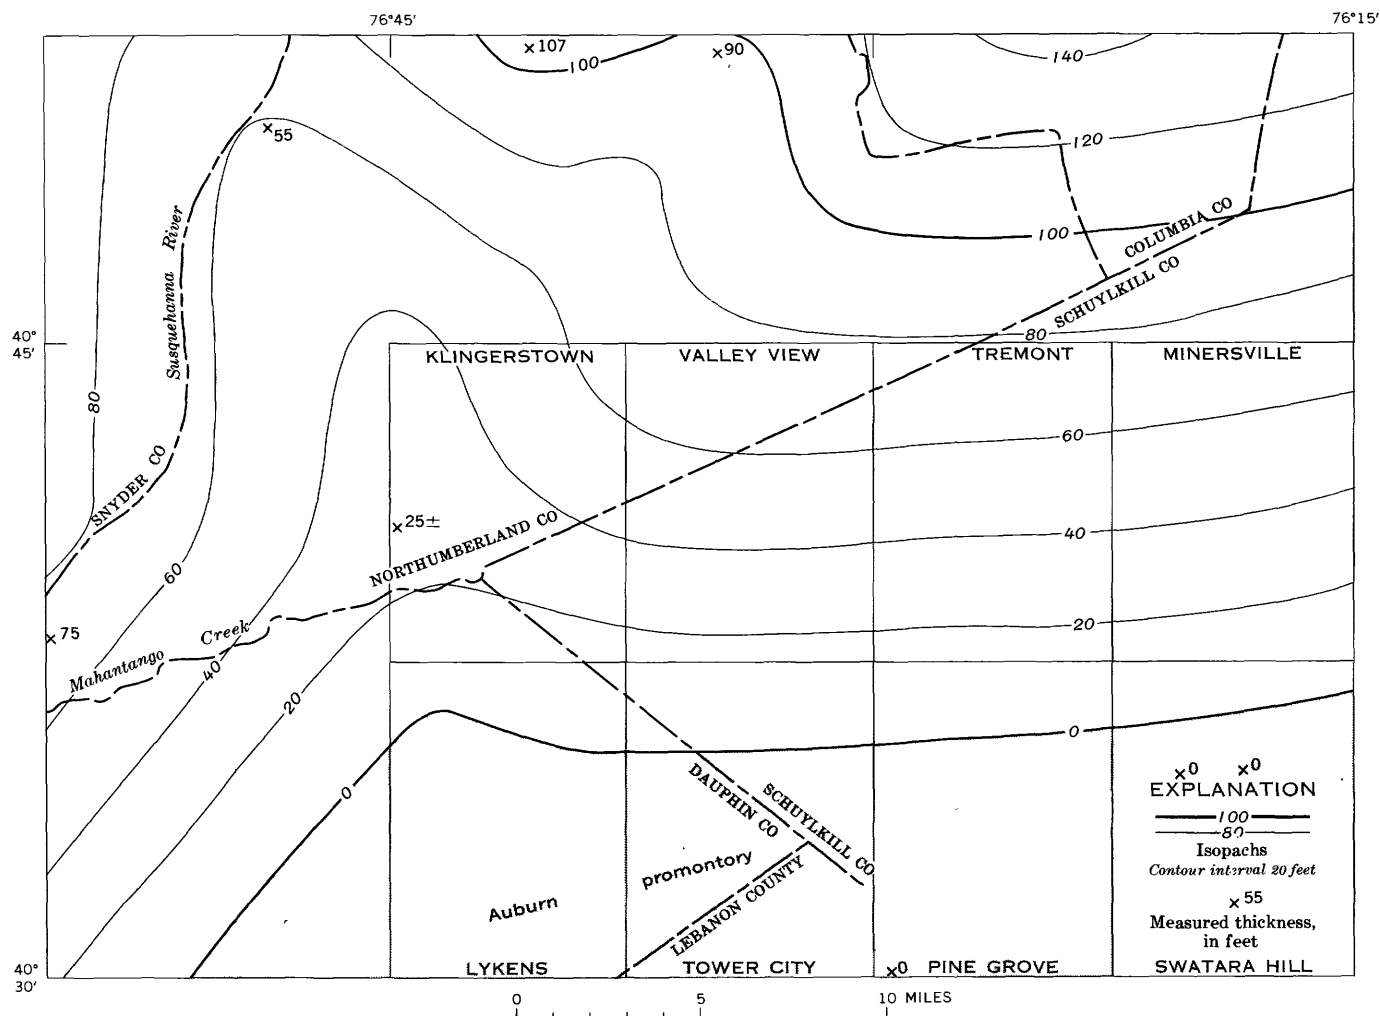 76°45′
76°15′
×107
×90
100
140
×55
120
Susquehanna River
100
COLUMBIA CO
SCHUYLKILL CO
80
40°
45′
KLINGERSTOWN
VALLEY VIEW
TREMONT
MINERSVILLE
80
60
SNYDER CO
×25±
NORTHUMBERLAND CO
40
60
×75
Creek
Mahantango
40
20
20
0
0
×0
×0
EXPLANATION
100
80
Isopachs
Contour interval 20 feet
×55
Measured thickness,
in feet
DAUPHIN CO
SCHUYLKILL CO
promontory
Auburn
LEBANON COUNTY
40°
30′
LYKENS
TOWER CITY
×0
PINE GROVE
SWATARA HILL
0
5
10 MILES